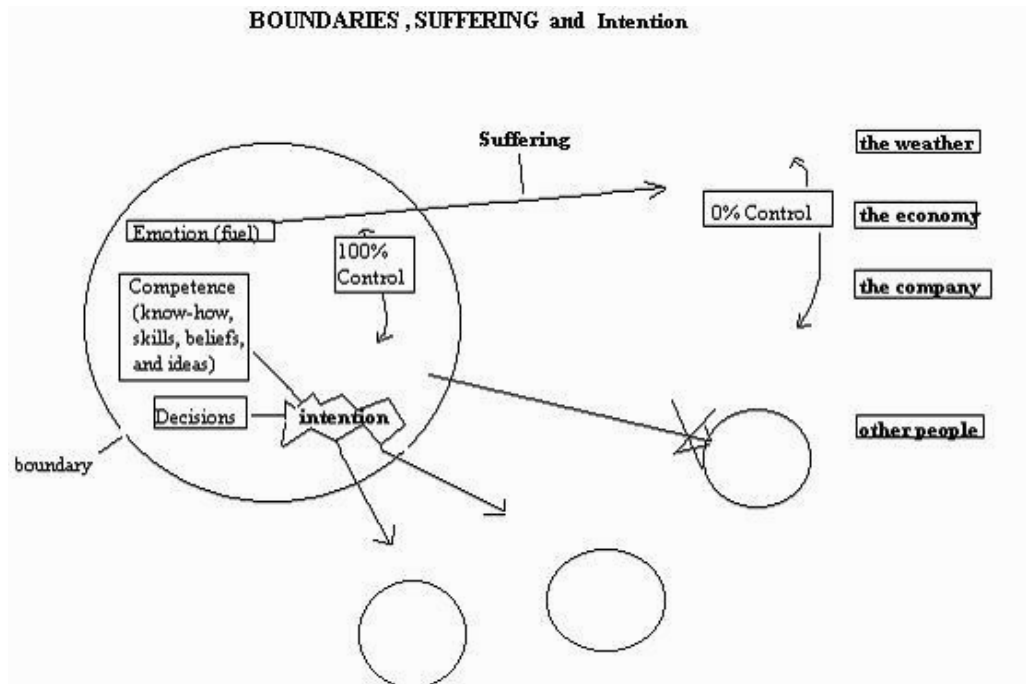 BOUNDARIES , SUFFERING and Intention
Suffering
the weather
0% Control
the economy
Emotion (fuel)
100%
Control
the company
Competence
(know-how,
skills, beliefs,
and ideas)
Decisions
intention
other people
boundary